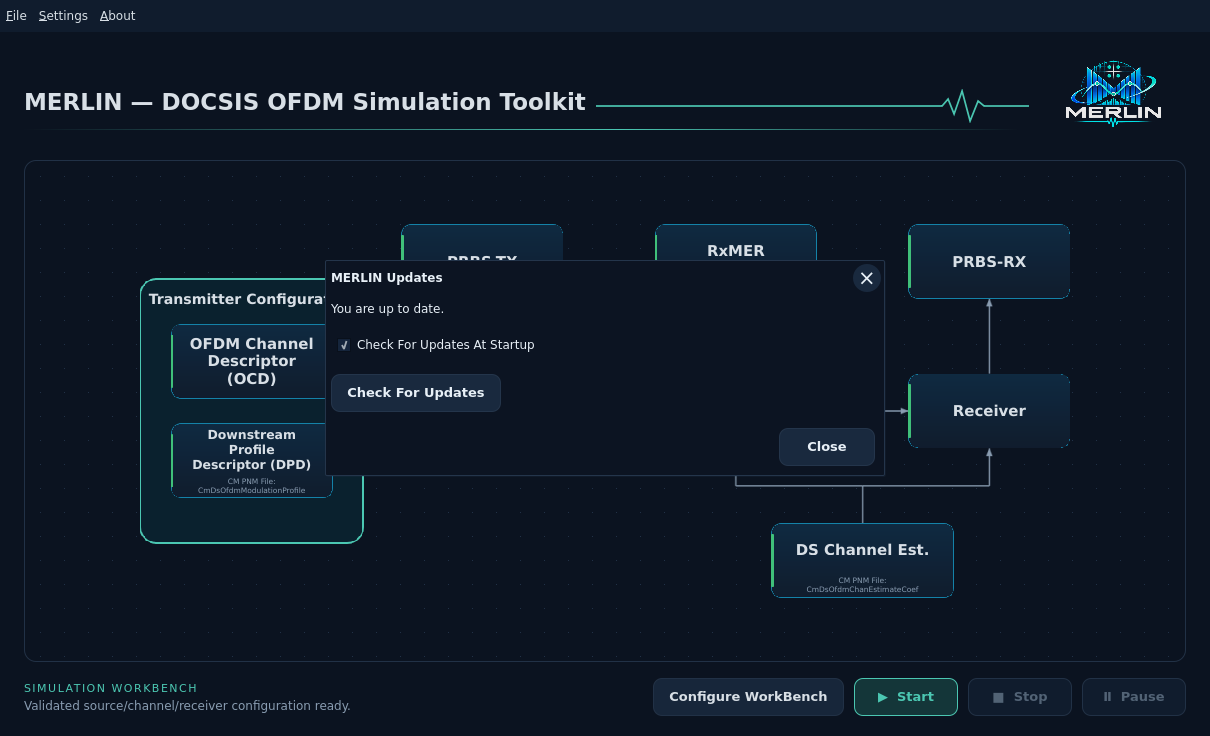 File Settings About
MERLIN — DOCSIS OFDM Simulation Toolkit
MERLIN
RxMER
PRBS-RX
MERLIN Updates
You are up to date.
✓ Check For Updates At Startup
Check For Updates
Close
Transmitter
OFDM Channel
Descriptor
(OCD)
Downstream
Profile
Descriptor (DPD)
CM PNM File:
CmDsOfdmModulationProfile
Receiver
DS Channel Est.
CM PNM File:
CmDsOfdmChanEstimateCoef
SIMULATION WORKBENCH
Validated source/channel/receiver configuration ready.
Configure WorkBench
▶ Start
■ Stop
⏸ Pause